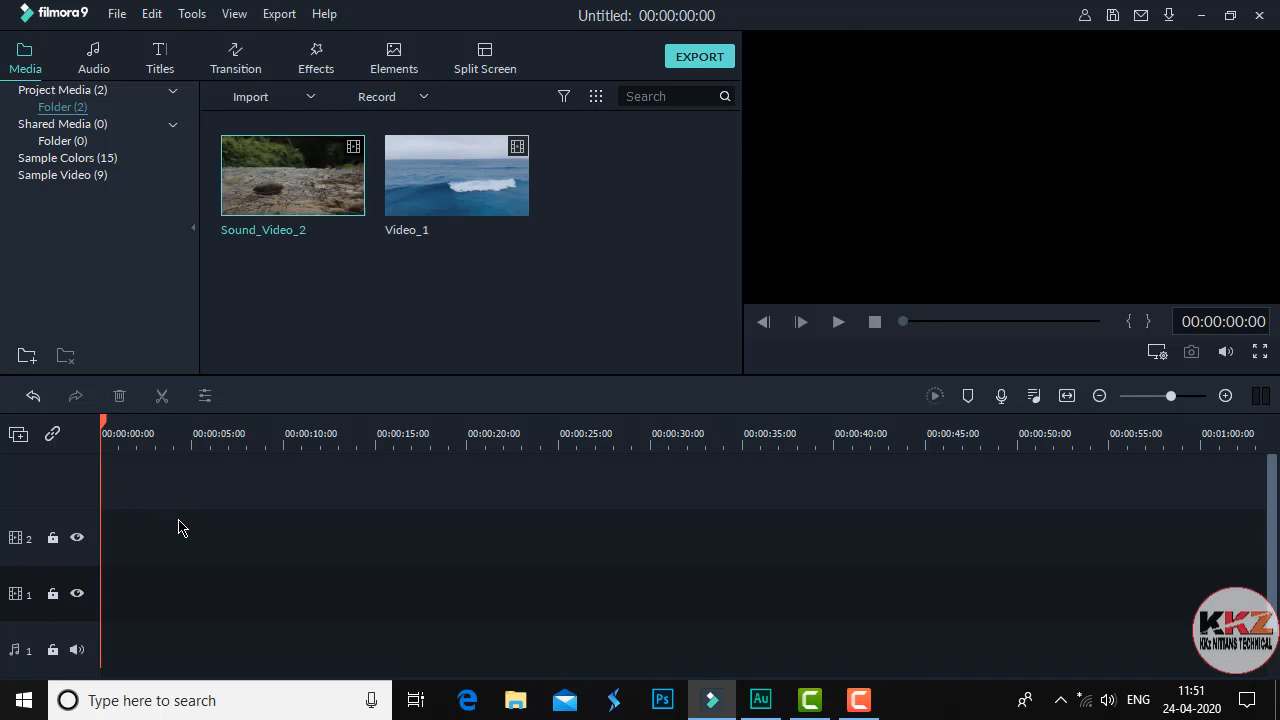 filmora9 File Edit Tools View Export Help Untitled: 00:00:00:00
Media Audio Titles Transition Effects Elements Split Screen EXPORT
Project Media (2)
Folder (2)
Shared Media (0)
Folder (0)
Sample Colors (15)
Sample Video (9)
Import Record Search
Sound_Video_2 Video_1
{ } 00:00:00:00
00:00:00:00 00:00:05:00 00:00:10:00 00:00:15:00 00:00:20:00 00:00:25:00 00:00:30:00 00:00:35:00 00:00:40:00 00:00:45:00 00:00:50:00 00:00:55:00 00:01:00:00
2
1
1
KKZ
KKZ NITIANS TECHNICAL
Type here to search Ps Au ENG 11:51
24-04-2020